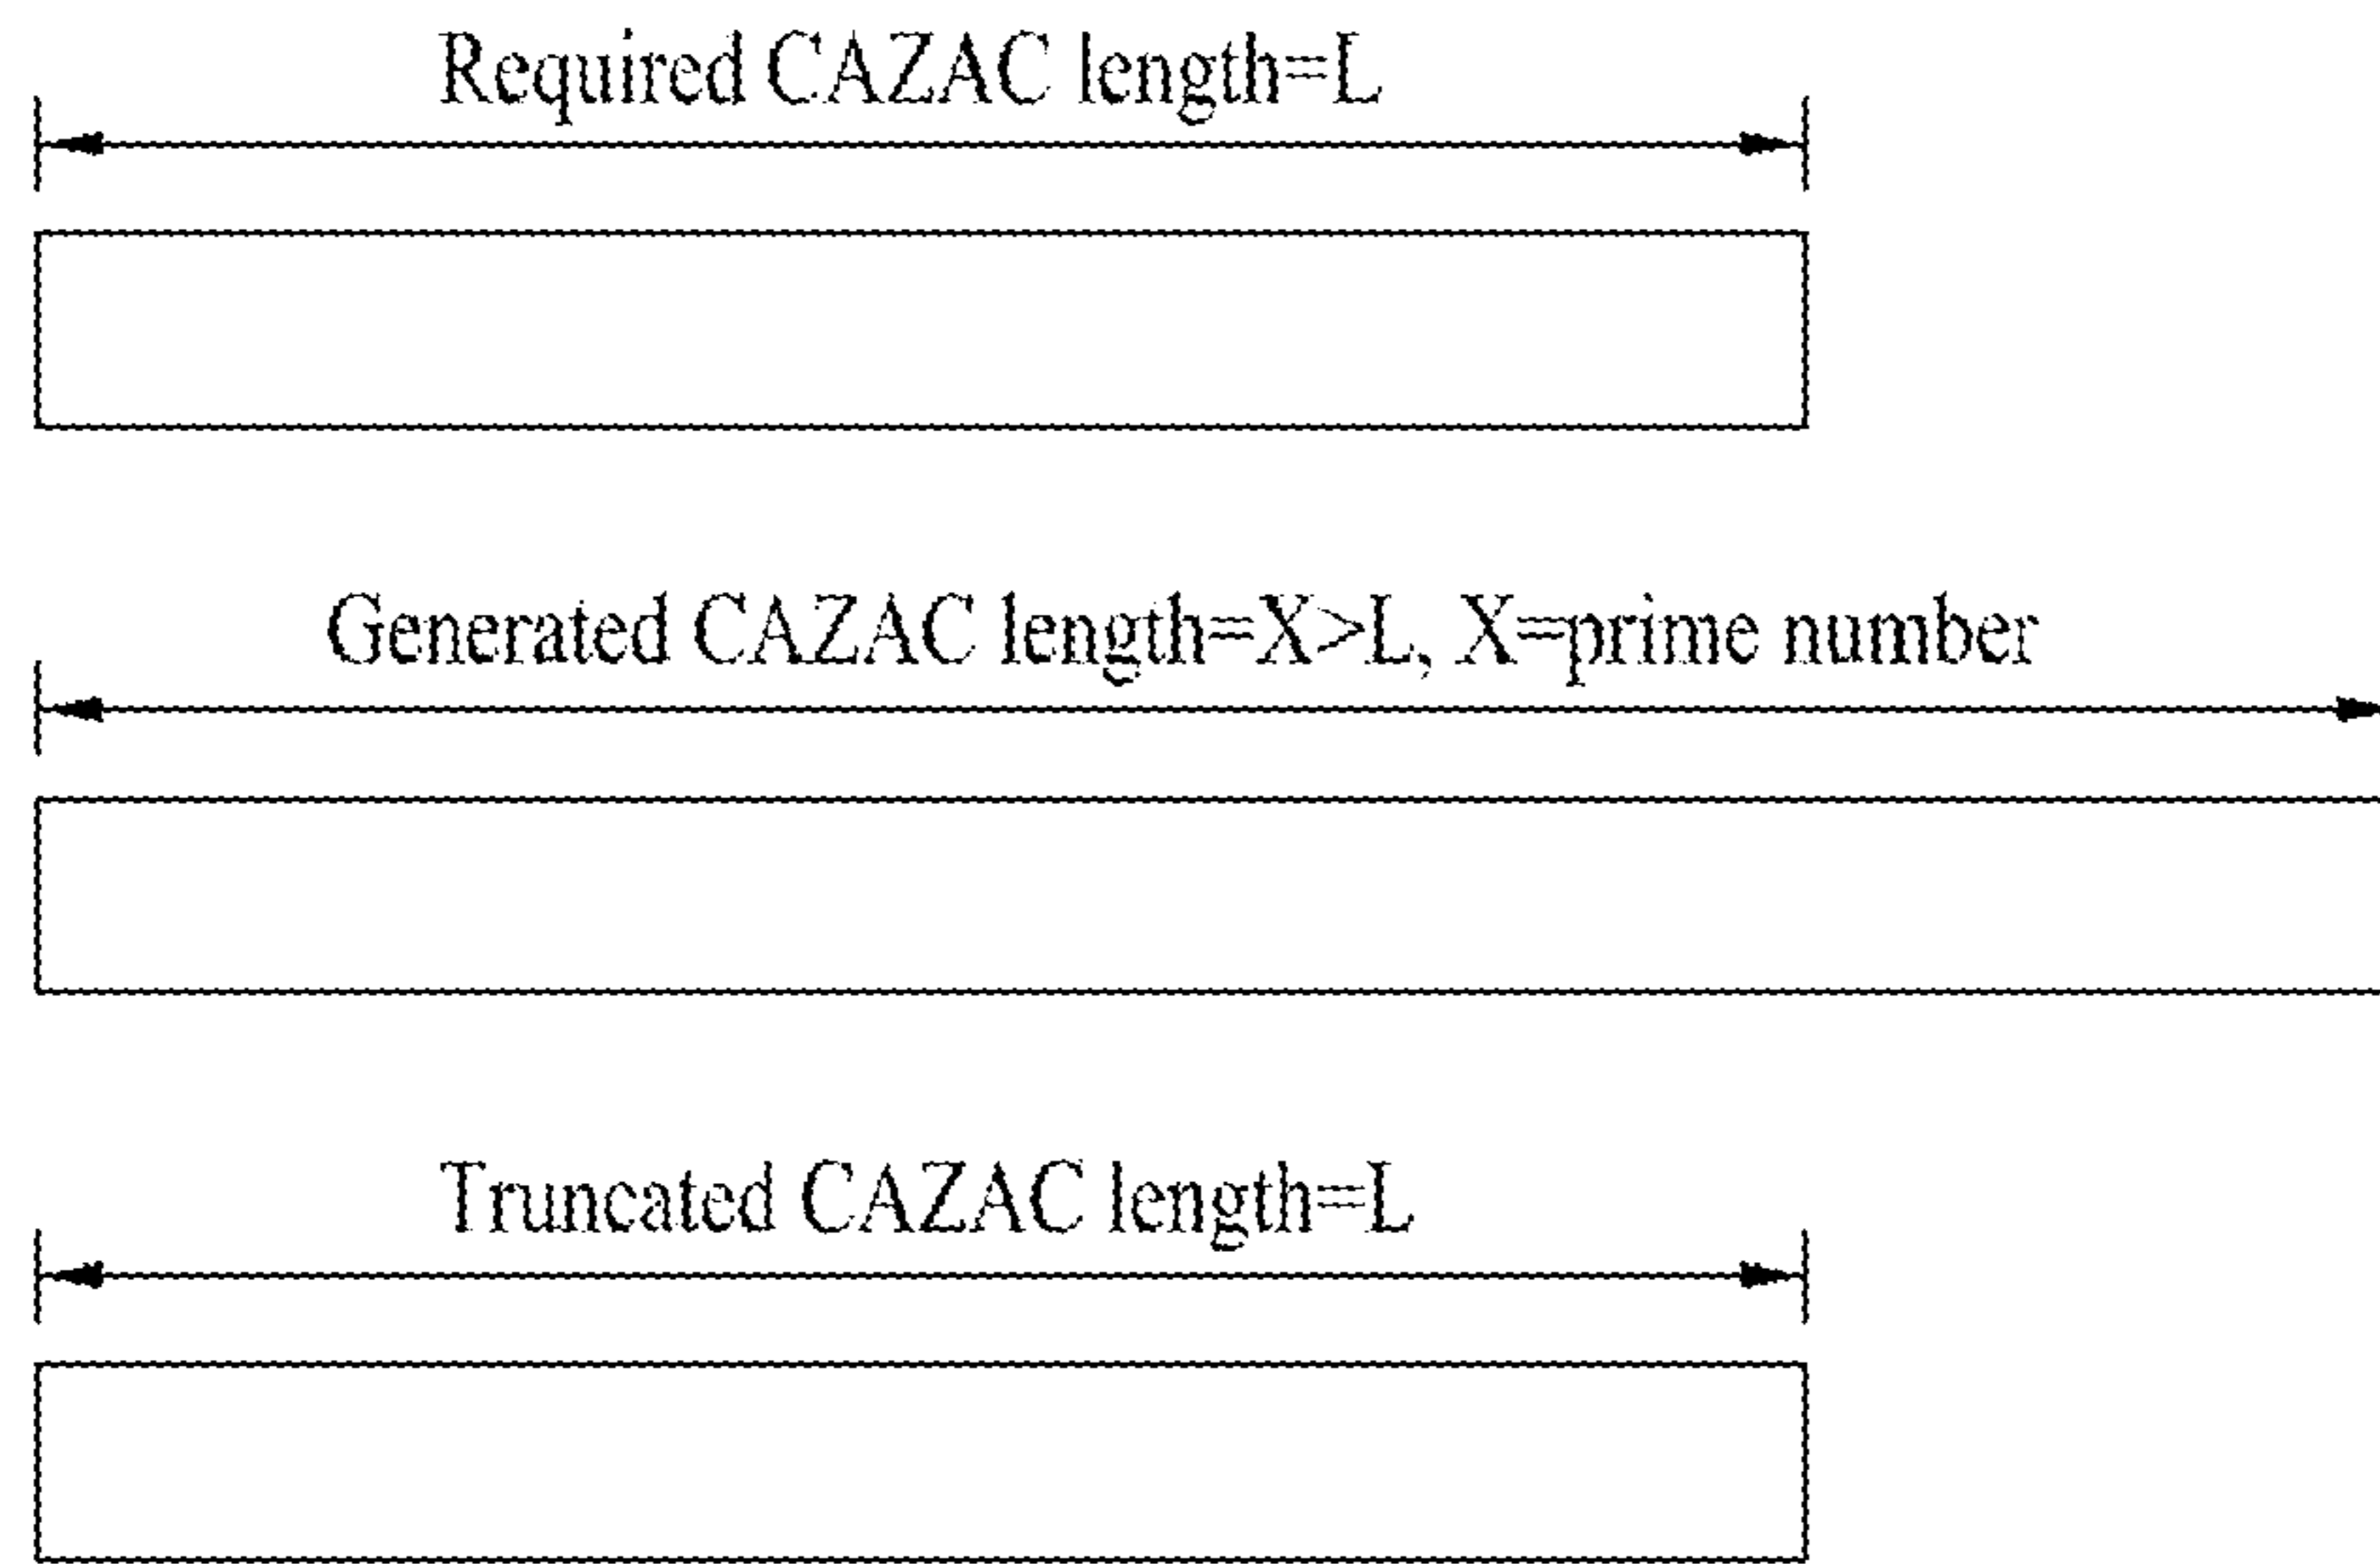 Required CAZAC length=L
Generated CAZAC length=X>L, X=prime number
Truncated CAZAC length=L